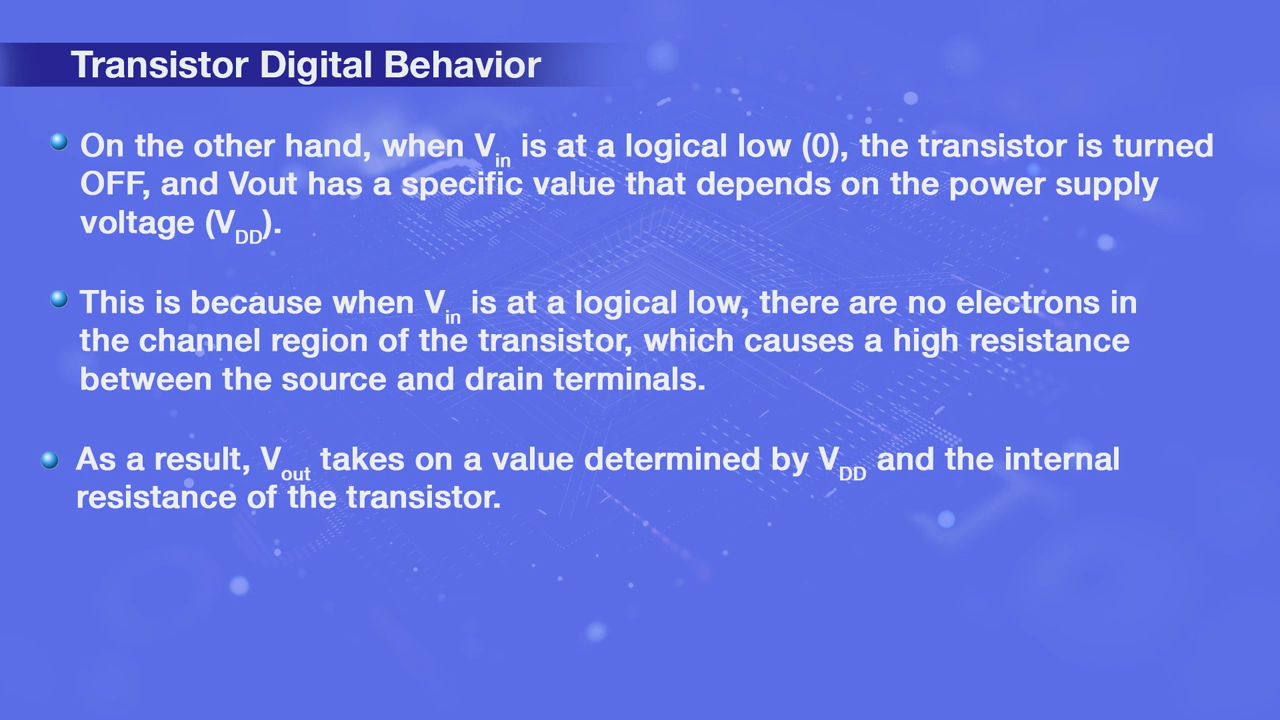 Transistor Digital Behavior
On the other hand, when Vin is at a logical low (0), the transistor is turned
OFF, and Vout has a specific value that depends on the power supply
voltage (VDD).
This is because when Vin is at a logical low, there are no electrons in
the channel region of the transistor, which causes a high resistance
between the source and drain terminals.
As a result, Vout takes on a value determined by VDD and the internal
resistance of the transistor.